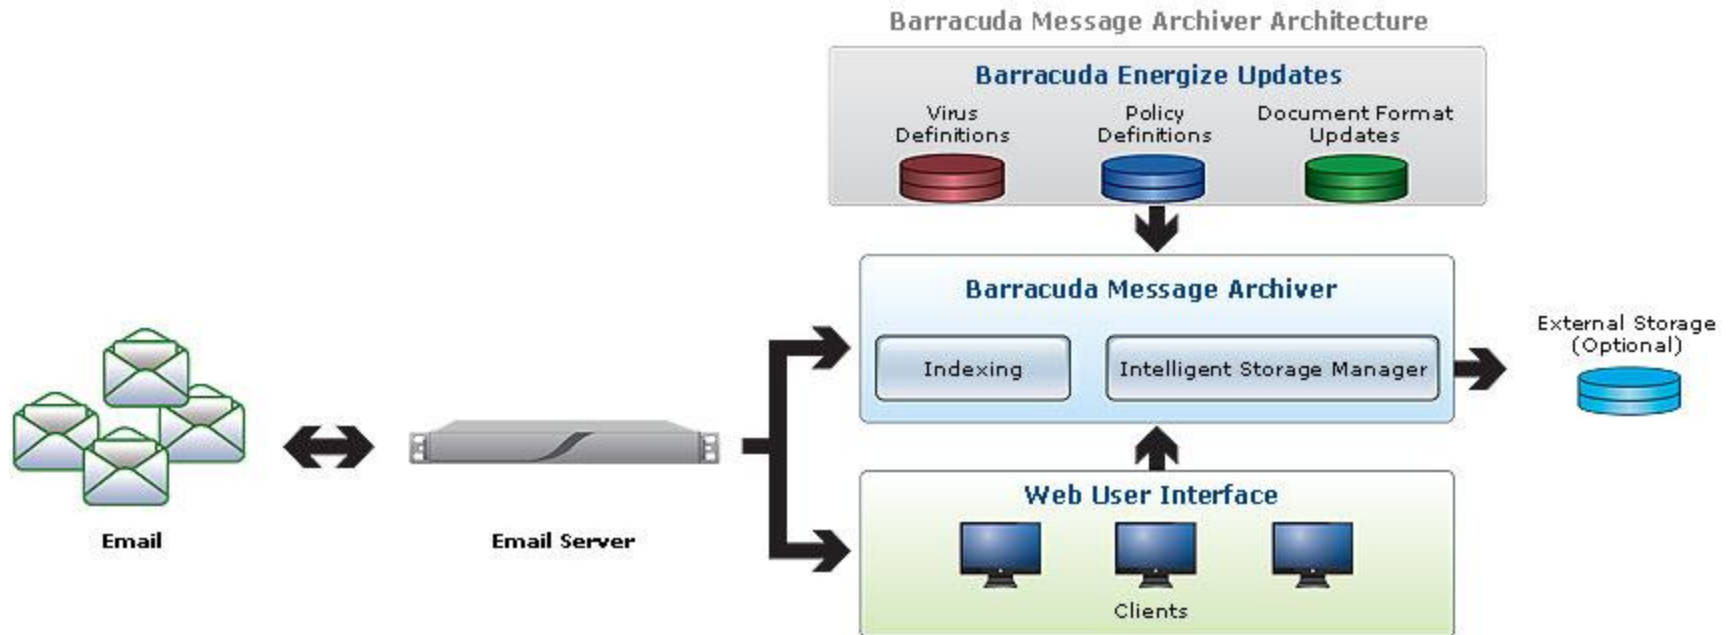 Barracuda Message Archiver Architecture
Barracuda Energize Updates
Virus
Definitions
Policy
Definitions
Document Format
Updates
Barracuda Message Archiver
Indexing
Intelligent Storage Manager
External Storage
(Optional)
Email
Email Server
Web User Interface
Clients